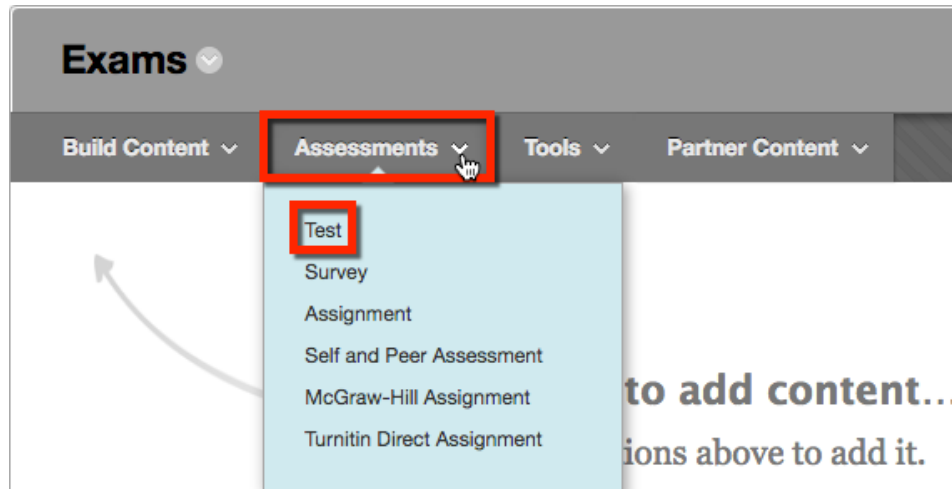 Exams
Build Content Assessments Tools Partner Content
Test
Survey
Assignment
Self and Peer Assessment
McGraw-Hill Assignment
Turnitin Direct Assignment
to add content...
ions above to add it.